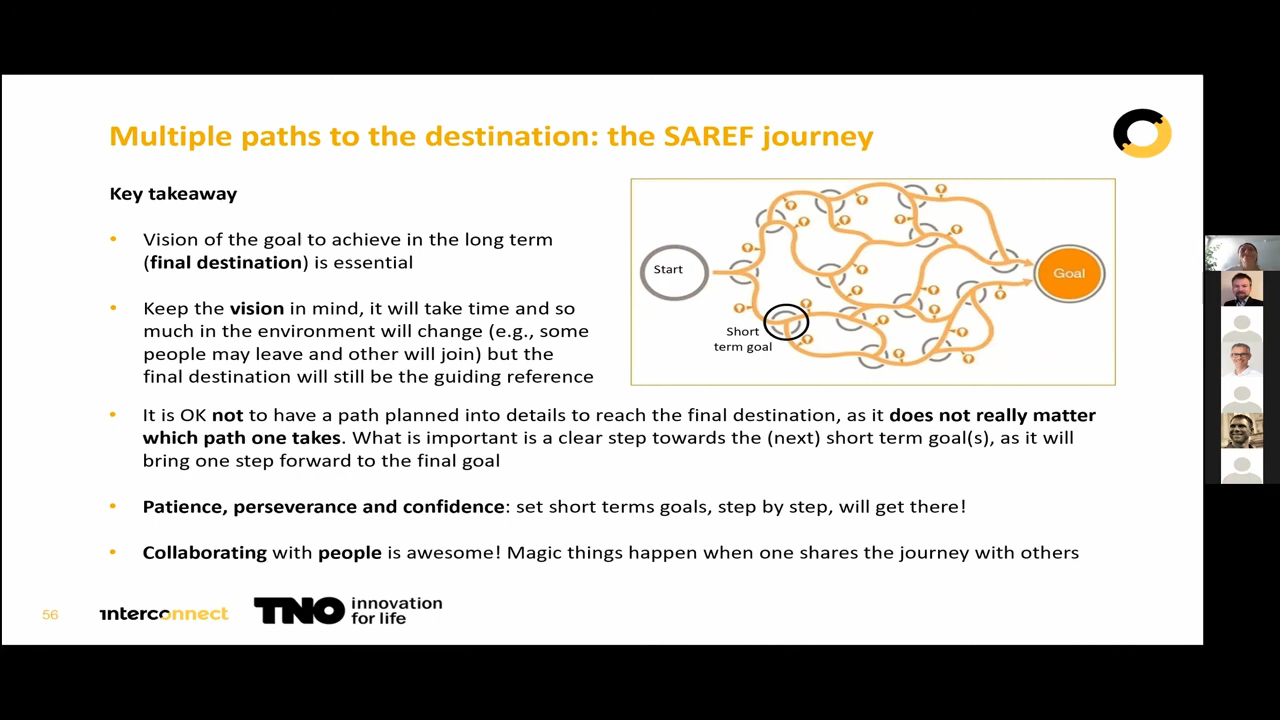 Multiple paths to the destination: the SAREF journey
Key takeaway
• Vision of the goal to achieve in the long term
(final destination) is essential
• Keep the vision in mind, it will take time and so
much in the environment will change (e.g., some
people may leave and other will join) but the
final destination will still be the guiding reference
Start
Goal
Short
term goal
• It is OK not to have a path planned into details to reach the final destination, as it does not really matter
which path one takes. What is important is a clear step towards the (next) short term goal(s), as it will
bring one step forward to the final goal
• Patience, perseverance and confidence: set short terms goals, step by step, will get there!
• Collaborating with people is awesome! Magic things happen when one shares the journey with others
56
interconnect
TNO innovation
for life